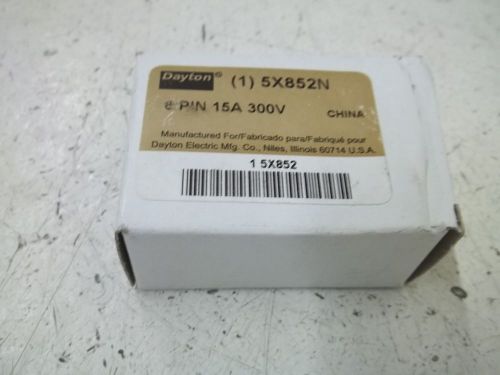 Dayton® (1) 5X852N
8 PIN 15A 300V CHINA
Manufactured For/Fabricado para/Fabriqué pour
Dayton Electric Mfg. Co., Niles, Illinois 60714 U.S.A.
1 5X852